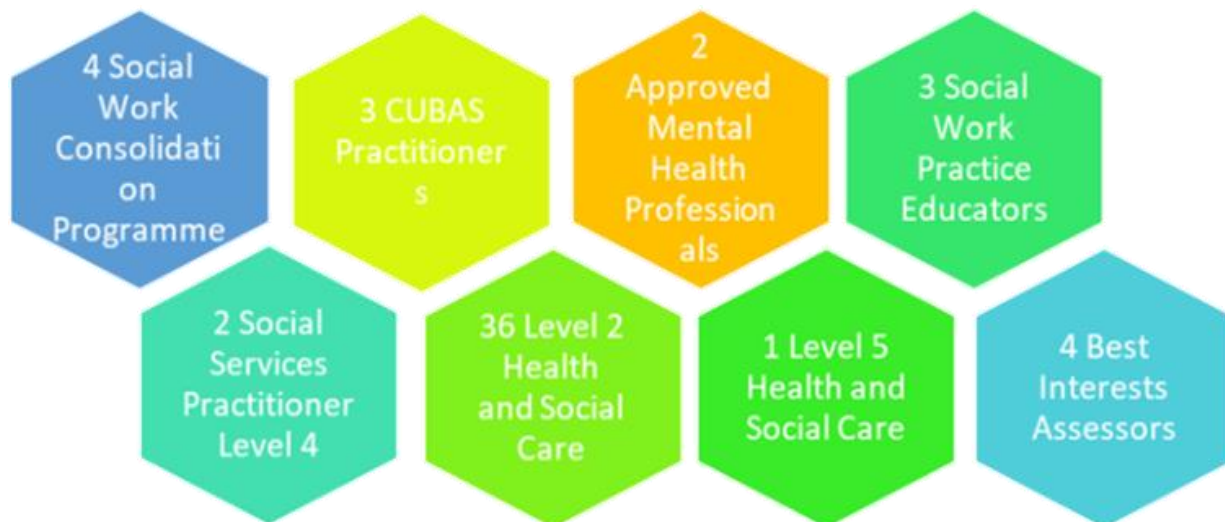 4 Social
Work
Consolidati
on
Programme
3 CUBAS
Practitioner
s
2
Approved
Mental
Health
Profession
als
3 Social
Work
Practice
Educators
2 Social
Services
Practitioner
Level 4
36 Level 2
Health
and Social
Care
1 Level 5
Health and
Social Care
4 Best
Interests
Assessors